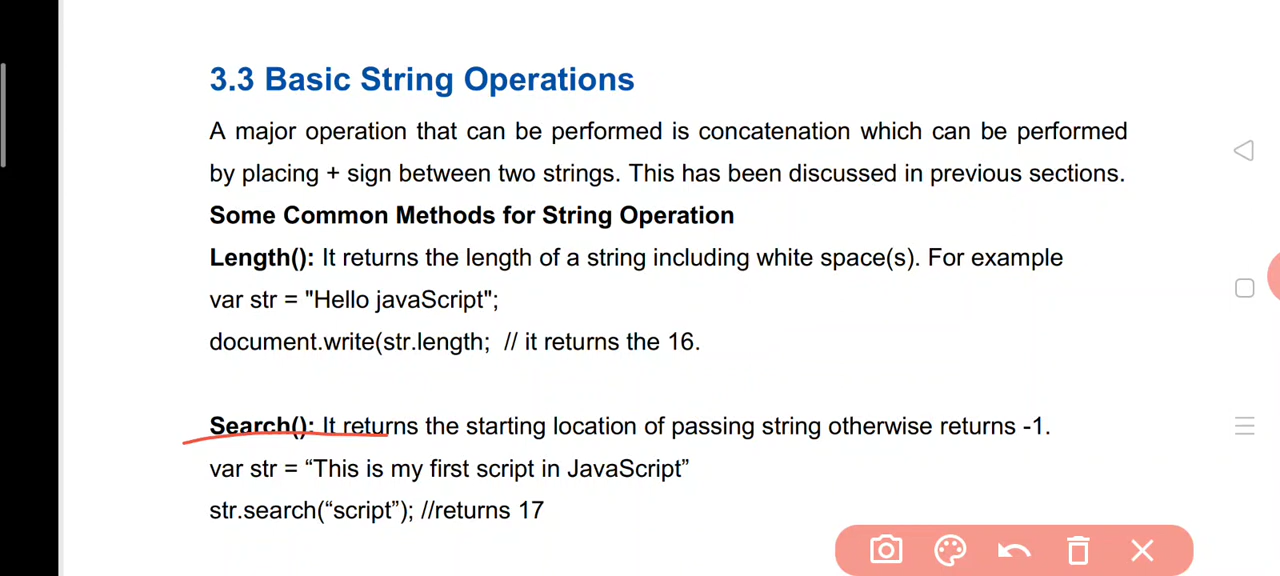 3.3 Basic String Operations
A major operation that can be performed is concatenation which can be performed
by placing + sign between two strings. This has been discussed in previous sections.
Some Common Methods for String Operation
Length(): It returns the length of a string including white space(s). For example
var str = "Hello javaScript";
document.write(str.length;  // it returns the 16.
Search(): It returns the starting location of passing string otherwise returns -1.
var str = “This is my first script in JavaScript”
str.search(“script”); //returns 17